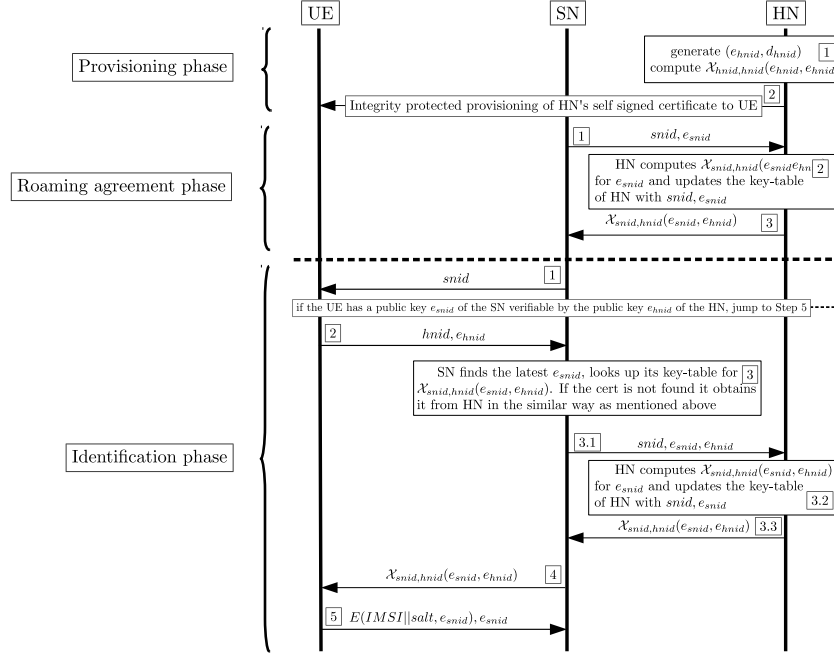 UE SN HN
Provisioning phase
generate (e_hnid, d_hnid) 1
compute X_hnid,hnid(e_hnid, e_hnid
2
Integrity protected provisioning of HN's self signed certificate to UE
Roaming agreement phase
1 snid, e_snid
HN computes X_snid,hnid(e_snid e_hn 2
for e_snid and updates the key-table
of HN with snid, e_snid
X_snid,hnid(e_snid, e_hnid) 3
Identification phase
snid 1
if the UE has a public key e_snid of the SN verifiable by the public key e_hnid of the HN, jump to Step 5
2 hnid, e_hnid
SN finds the latest e_snid, looks up its key-table for 3
X_snid,hnid(e_snid, e_hnid). If the cert is not found it obtains
it from HN in the similar way as mentioned above
3.1 snid, e_snid, e_hnid
HN computes X_snid,hnid(e_snid, e_hnid)
for e_snid and updates the key-table
of HN with snid, e_snid 3.2
X_snid,hnid(e_snid, e_hnid) 3.3
X_snid,hnid(e_snid, e_hnid) 4
5 E(IMSI||salt, e_snid), e_snid